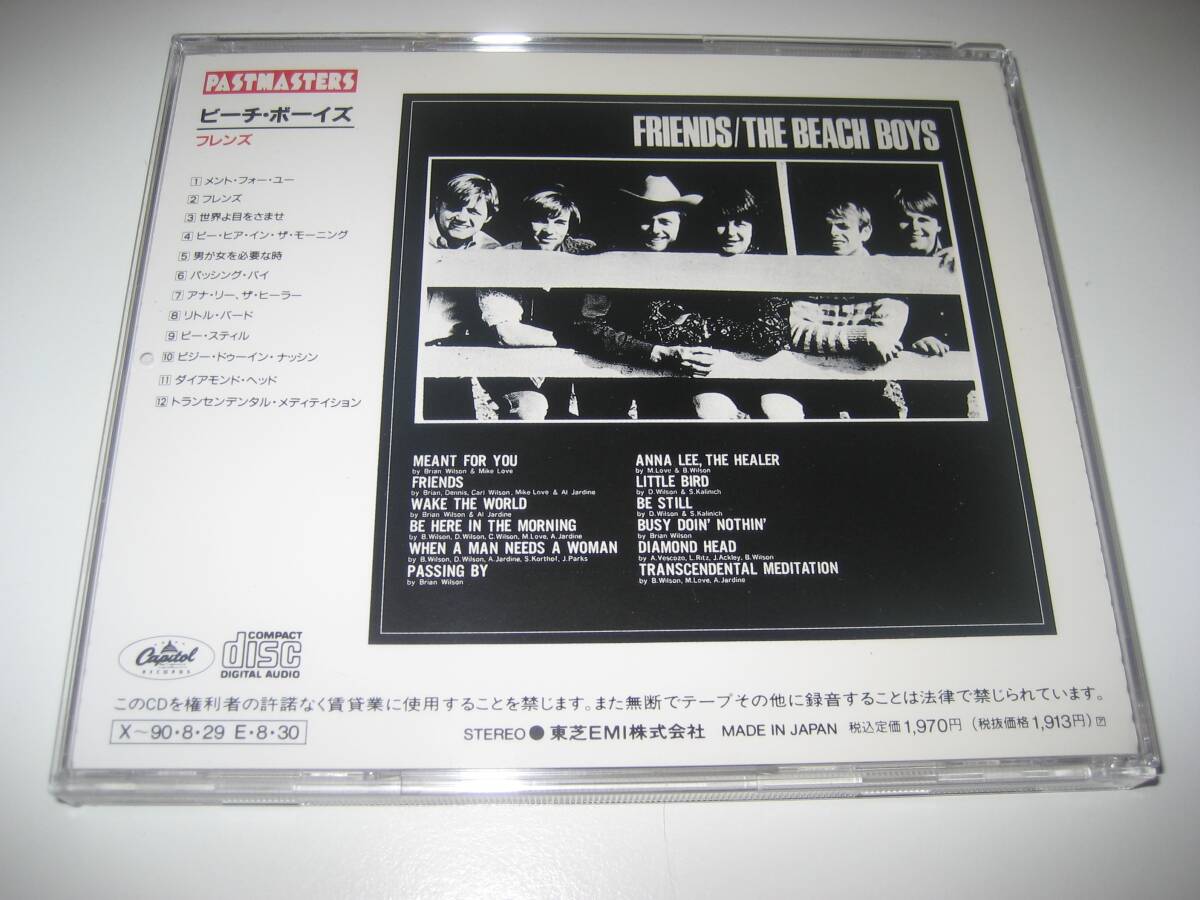 PASTMASTERS
ビーチ・ボーイズ
フレンズ
1 メント・フォー・ユー
2 フレンズ
3 世界よ目をさませ
4 ビー・ヒア・イン・ザ・モーニング
5 男が女を必要な時
6 パッシング・バイ
7 アナ・リー、ザ・ヒーラー
8 リトル・バード
9 ビー・スティル
10 ビジー・ドゥーイン・ナッシン
11 ダイアモンド・ヘッド
12 トランセンデンタル・メディテイション
FRIENDS/THE BEACH BOYS
MEANT FOR YOU
by Brian Wilson & Mike Love
FRIENDS
by Brian, Dennis, Carl Wilson, Mike Love & Al Jardine
WAKE THE WORLD
by Brian Wilson & Al Jardine
BE HERE IN THE MORNING
by B.Wilson, D.Wilson, C.Wilson, M.Love, A.Jardine
WHEN A MAN NEEDS A WOMAN
by B.Wilson, D.Wilson, A.Jardine, S.Korthof, J.Parks
PASSING BY
by Brian Wilson
ANNA LEE, THE HEALER
by M.Love & B.Wilson
LITTLE BIRD
by D.Wilson & S.Kalinich
BE STILL
by D.Wilson & S.Kalinich
BUSY DOIN' NOTHIN'
by Brian Wilson
DIAMOND HEAD
by A.Vescozo, L.Ritz, J.Ackley, B.Wilson
TRANSCENDENTAL MEDITATION
by B.Wilson, M.Love, A.Jardine
Capitol
RECORDS
COMPACT
disc
DIGITAL AUDIO
このCDを権利者の許諾なく賃貸業に使用することを禁じます。また無断でテープその他に録音することは法律で禁じられています。
X〜90・8・29 E・8・30
STEREO ● 東芝EMI株式会社 MADE IN JAPAN 税込定価1,970円(税抜価格1,913円)